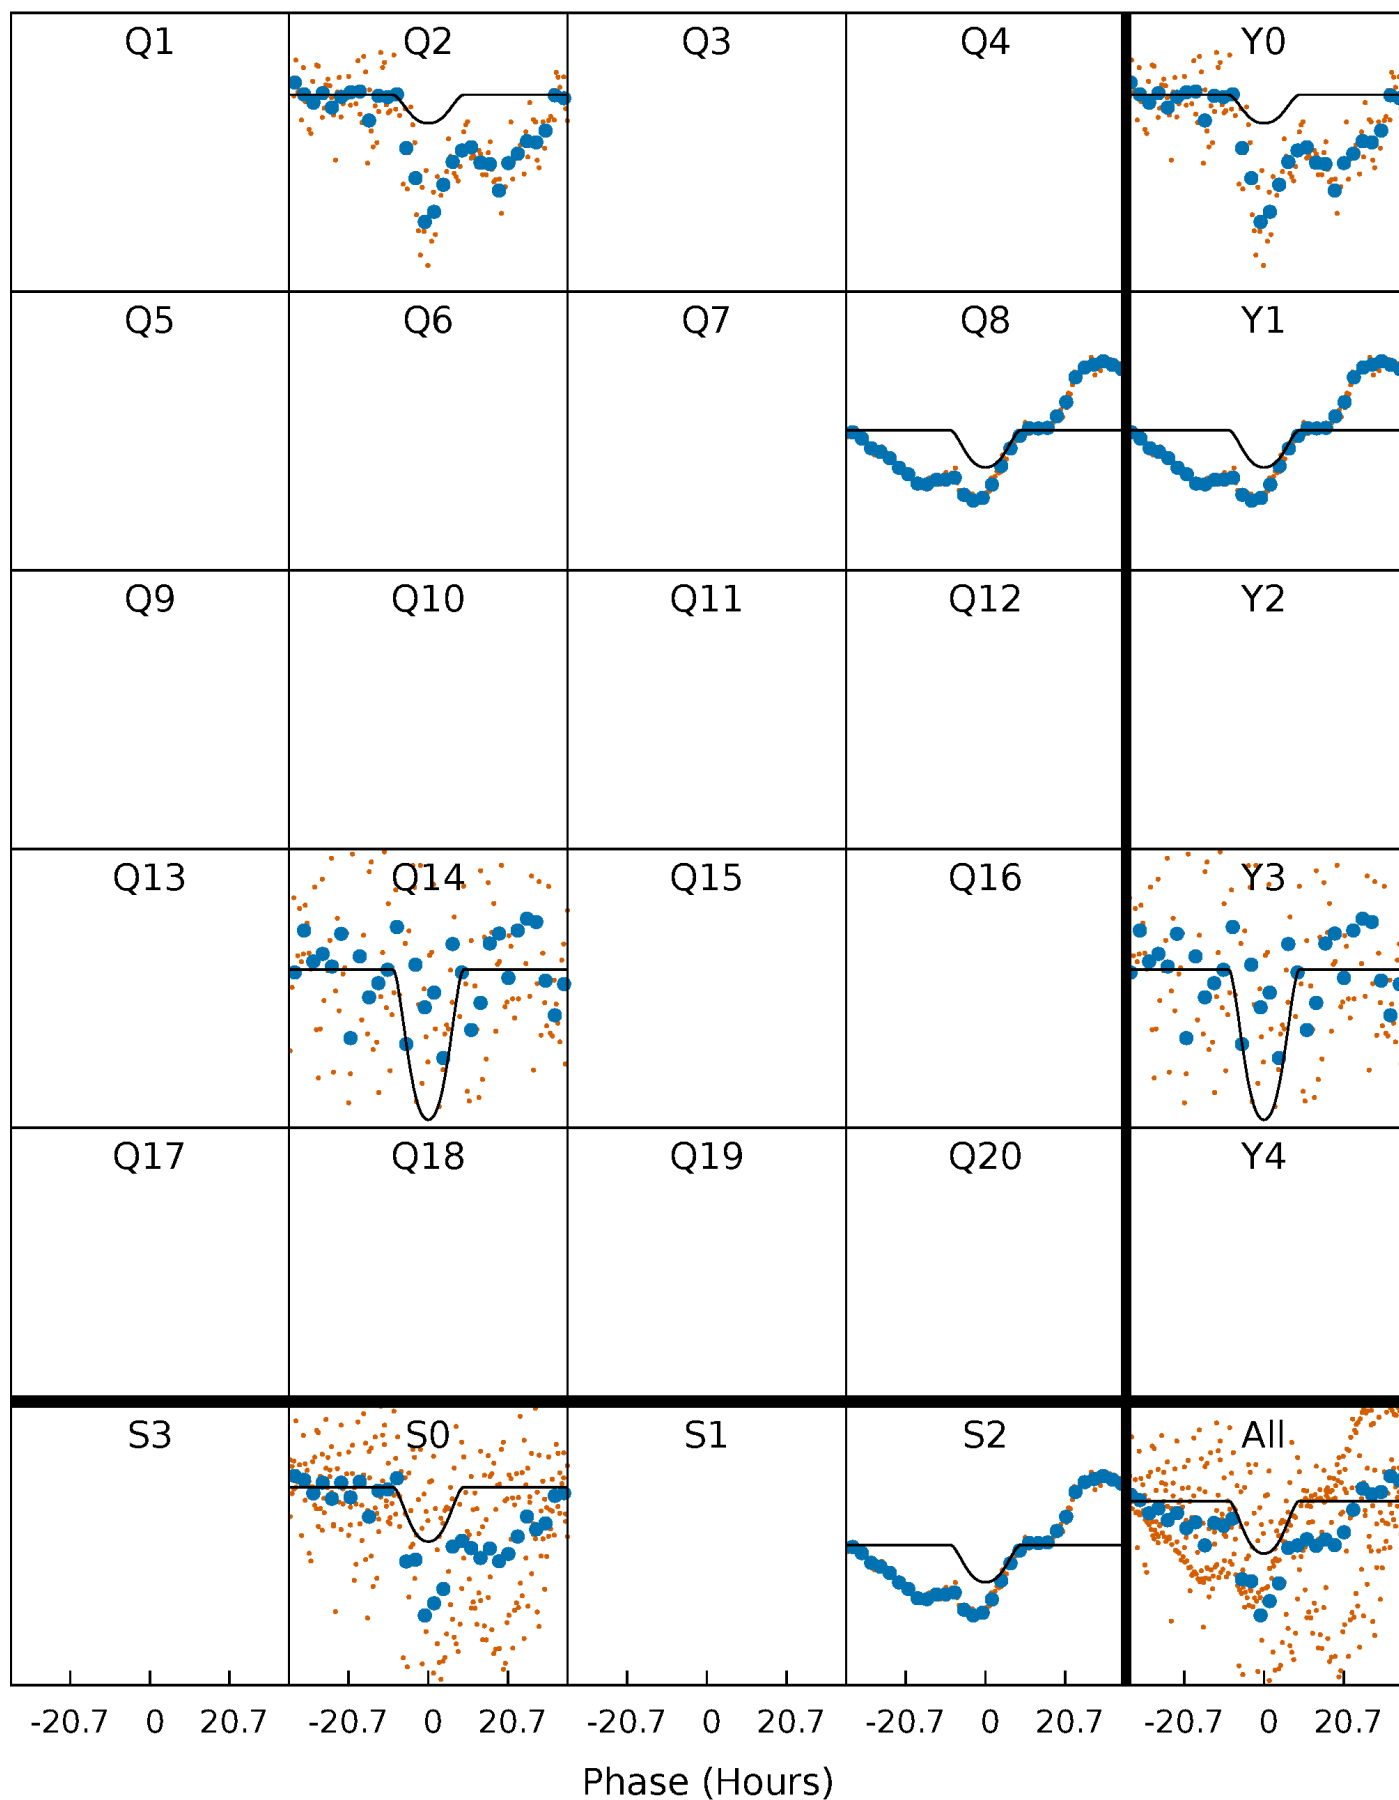 Q1 Q2 Q3 Q4 Y0
Q5 Q6 Q7 Q8 Y1
Q9 Q10 Q11 Q12 Y2
Q13 Q14 Q15 Q16 Y3
Q17 Q18 Q19 Q20 Y4
S3 S0 S1 S2 All
-20.7 0 20.7 -20.7 0 20.7 -20.7 0 20.7 -20.7 0 20.7 -20.7 0 20.7
Phase (Hours)